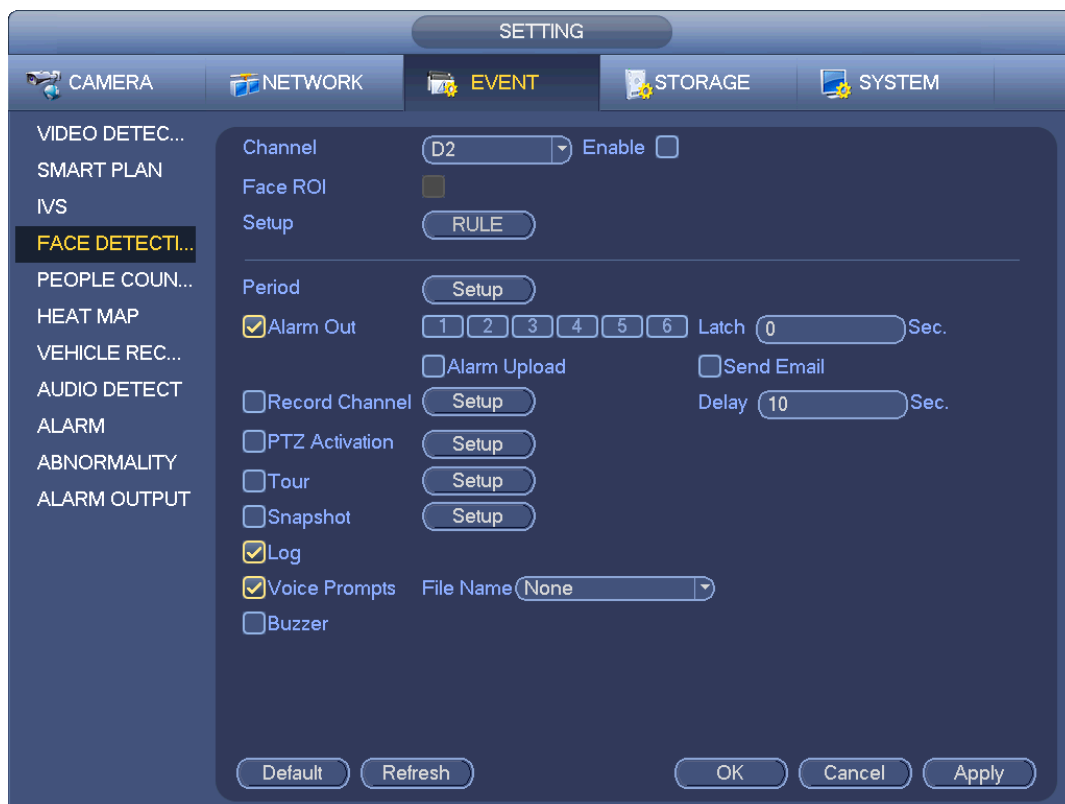 SETTING
CAMERA NETWORK EVENT STORAGE SYSTEM
VIDEO DETEC...
SMART PLAN
IVS
FACE DETECTI...
PEOPLE COUN...
HEAT MAP
VEHICLE REC...
AUDIO DETECT
ALARM
ABNORMALITY
ALARM OUTPUT
Channel D2 Enable
Face ROI
Setup RULE
Period Setup
Alarm Out 1 2 3 4 5 6 Latch 0 Sec.
Alarm Upload Send Email
Record Channel Setup Delay 10 Sec.
PTZ Activation Setup
Tour Setup
Snapshot Setup
Log
Voice Prompts File Name None
Buzzer
Default Refresh OK Cancel Apply